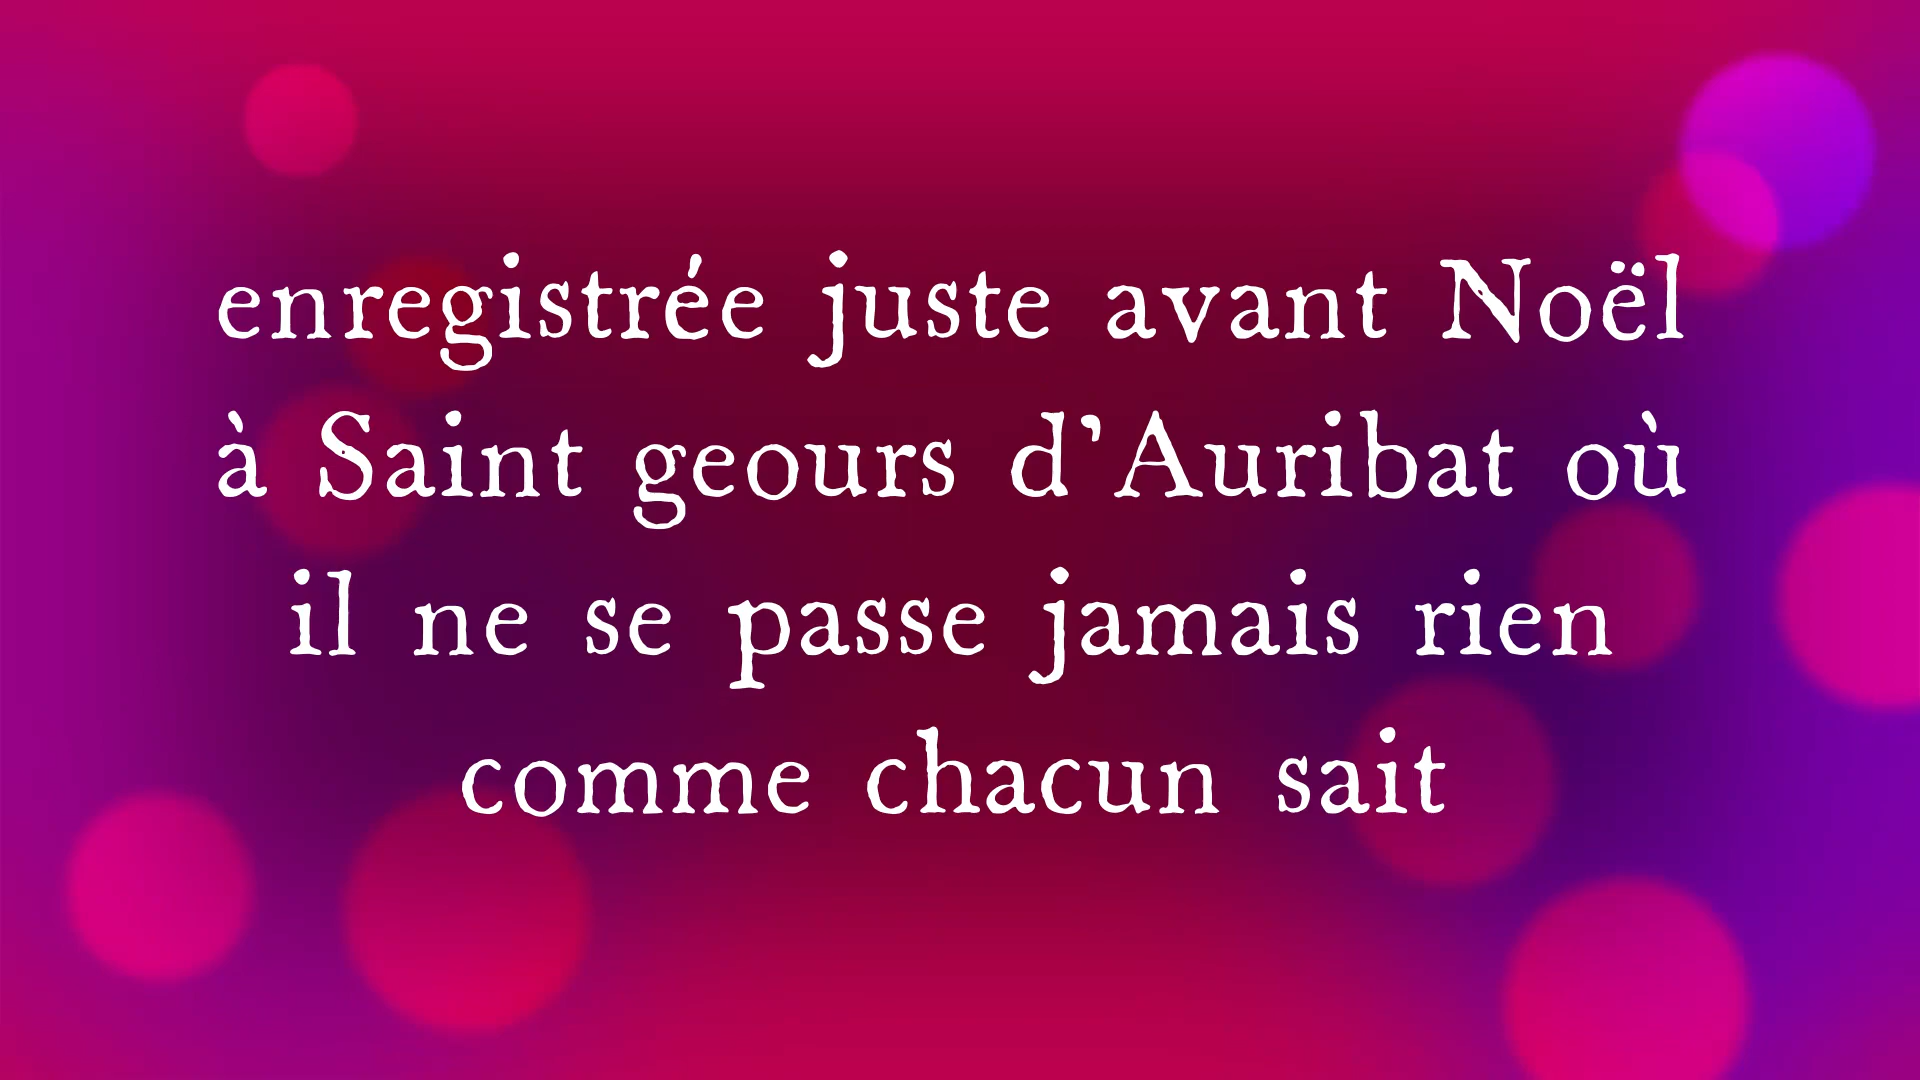 enregistrée juste avant Noël
à Saint geours d'Auribat où
il ne se passe jamais rien
comme chacun sait